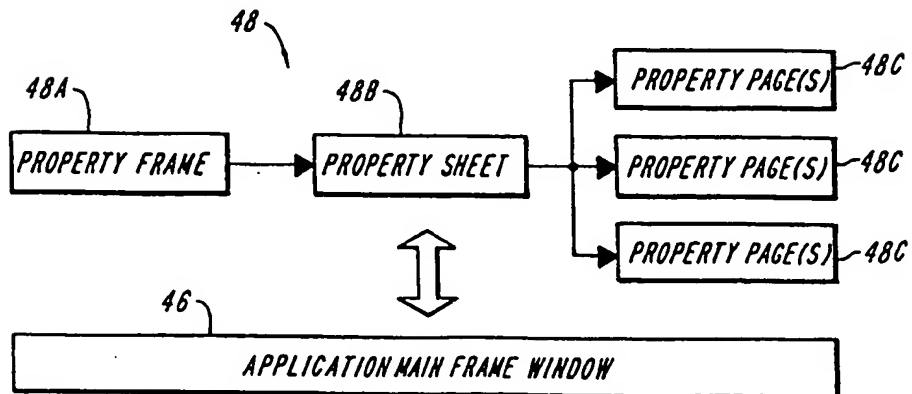 48
48A
48B
48C
PROPERTY FRAME
PROPERTY SHEET
PROPERTY PAGE(S)
PROPERTY PAGE(S)
48C
PROPERTY PAGE(S)
48C
46
APPLICATION MAIN FRAME WINDOW